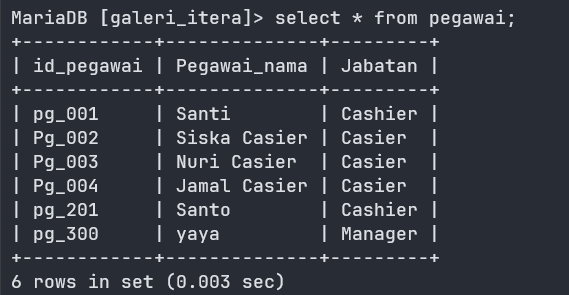 MariaDB [galeri_itera]> select * from pegawai;
+------------+--------------+---------+
| id_pegawai | Pegawai_nama | Jabatan |
+------------+--------------+---------+
| pg_001     | Santi        | Cashier |
| Pg_002     | Siska Casier | Casier  |
| Pg_003     | Nuri Casier  | Casier  |
| Pg_004     | Jamal Casier | Casier  |
| pg_201     | Santo        | Cashier |
| pg_300     | yaya         | Manager |
+------------+--------------+---------+
6 rows in set (0.003 sec)